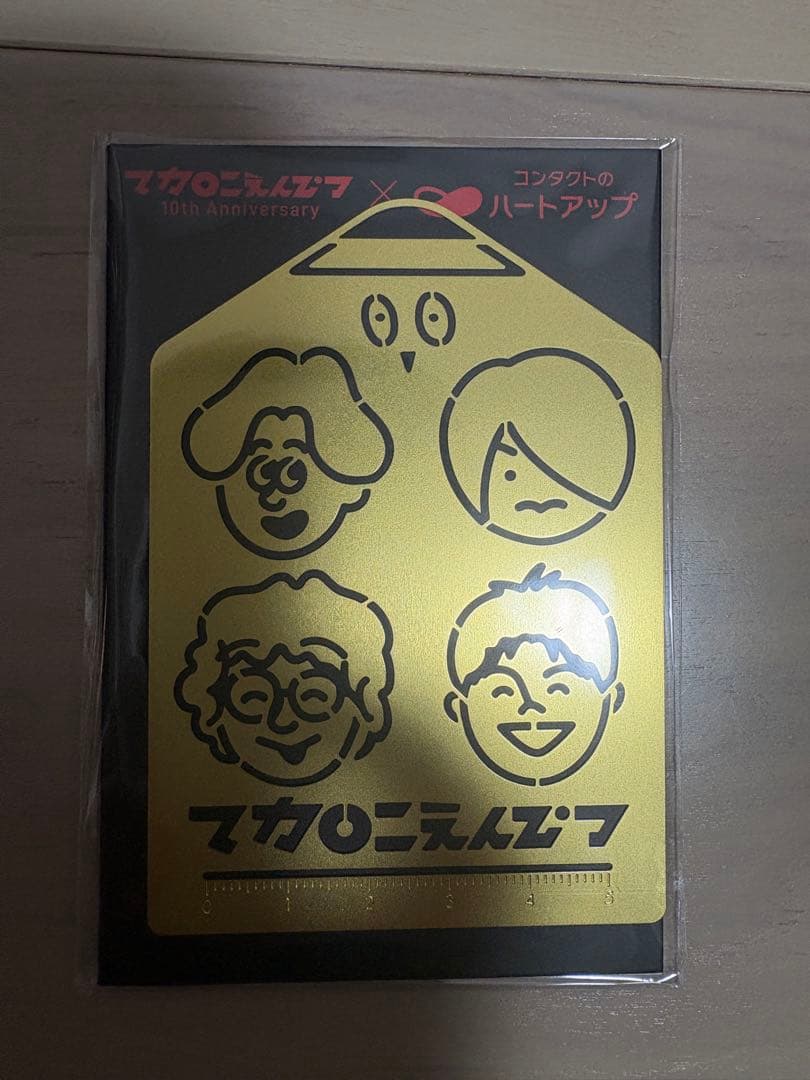 マカロニえんぴつ
10th Anniversary
×
コンタクトの
ハートアップ
マカロニえんぴつ
0 1 2 3 4 5